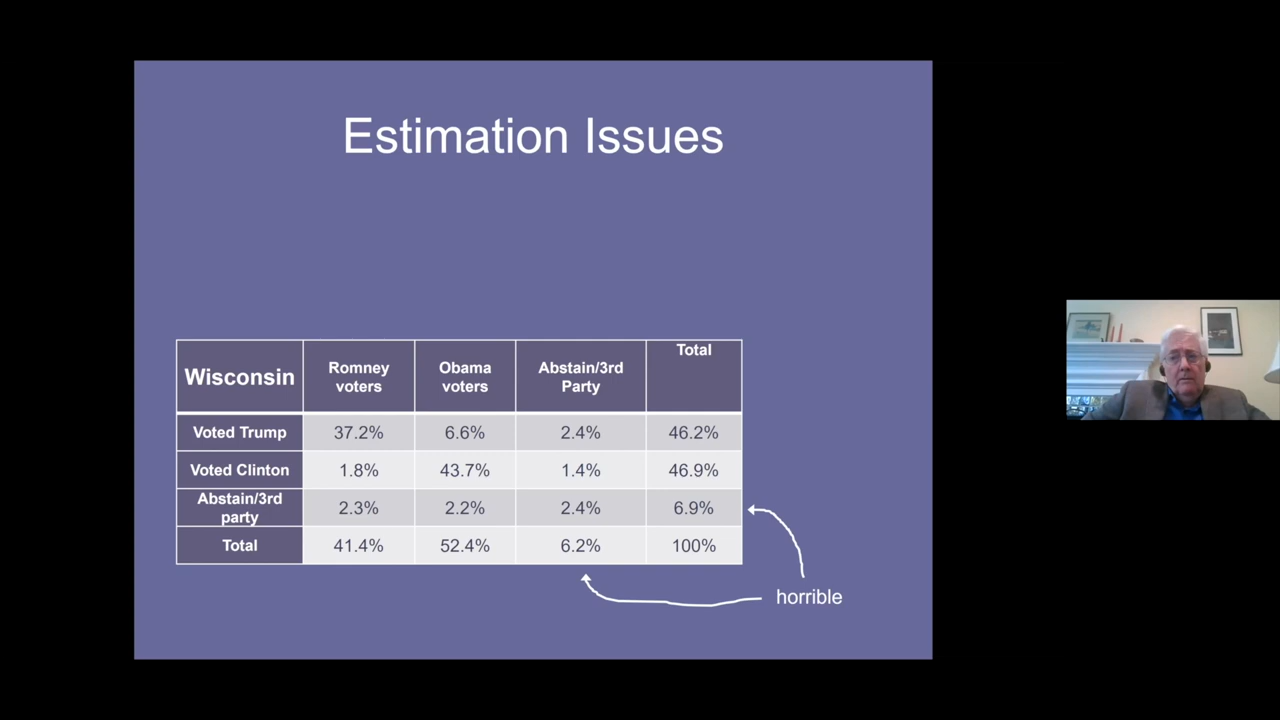 Estimation Issues
Wisconsin Romney voters Obama voters Abstain/3rd Party Total
Voted Trump 37.2% 6.6% 2.4% 46.2%
Voted Clinton 1.8% 43.7% 1.4% 46.9%
Abstain/3rd party 2.3% 2.2% 2.4% 6.9%
Total 41.4% 52.4% 6.2% 100%
horrible